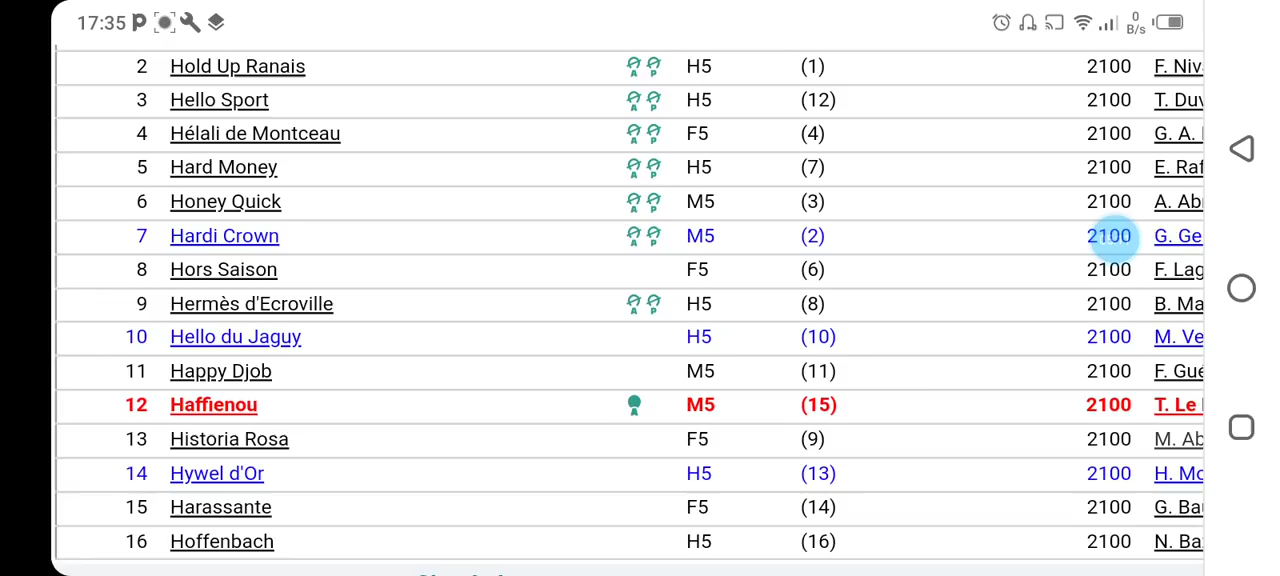 17:35 0 B/s
2 Hold Up Ranais A P H5 (1) 2100 F. Niv
3 Hello Sport A P H5 (12) 2100 T. Duv
4 Hélali de Montceau A P F5 (4) 2100 G. A.
5 Hard Money A P H5 (7) 2100 E. Raf
6 Honey Quick A P M5 (3) 2100 A. Ab
7 Hardi Crown A P M5 (2) 2100 G. Ge
8 Hors Saison F5 (6) 2100 F. Lag
9 Hermès d'Ecroville A P H5 (8) 2100 B. Ma
10 Hello du Jaguy H5 (10) 2100 M. Ve
11 Happy Djob M5 (11) 2100 F. Gué
12 Haffienou A M5 (15) 2100 T. Le
13 Historia Rosa F5 (9) 2100 M. Ab
14 Hywel d'Or H5 (13) 2100 H. Mo
15 Harassante F5 (14) 2100 G. Ba
16 Hoffenbach H5 (16) 2100 N. Ba